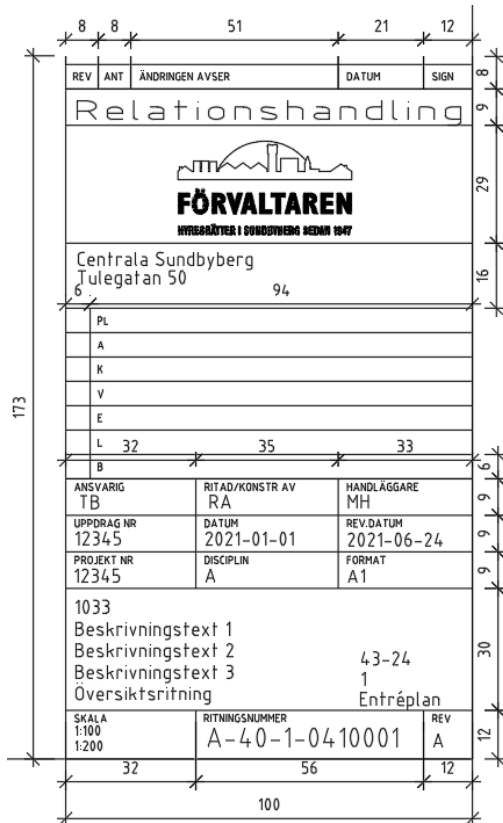 8 8 51 21 12
REV ANT ÄNDRINGEN AVSER DATUM SIGN 8
Relationshandling 9
29
FÖRVALTAREN
HYRESRÄTTER I SUNDBYBERG SEDAN 1947
Centrala Sundbyberg
Tulegatan 50
16
6 94
PL
A
K
V
E
L
B
173
32 35 33
6
ANSVARIG RITAD/KONSTR AV HANDLÄGGARE
TB RA MH
9
UPPDRAG NR DATUM REV.DATUM
12345 2021-01-01 2021-06-24
9
PROJEKT NR DISCIPLIN FORMAT
12345 A A1
9
1033
Beskrivningstext 1
Beskrivningstext 2
Beskrivningstext 3
Översiktsritning
43-24
1
Entréplan
30
SKALA RITNINGSNUMMER REV
1:100
1:200
A-40-1-0410001 A
12
32 56 12
100